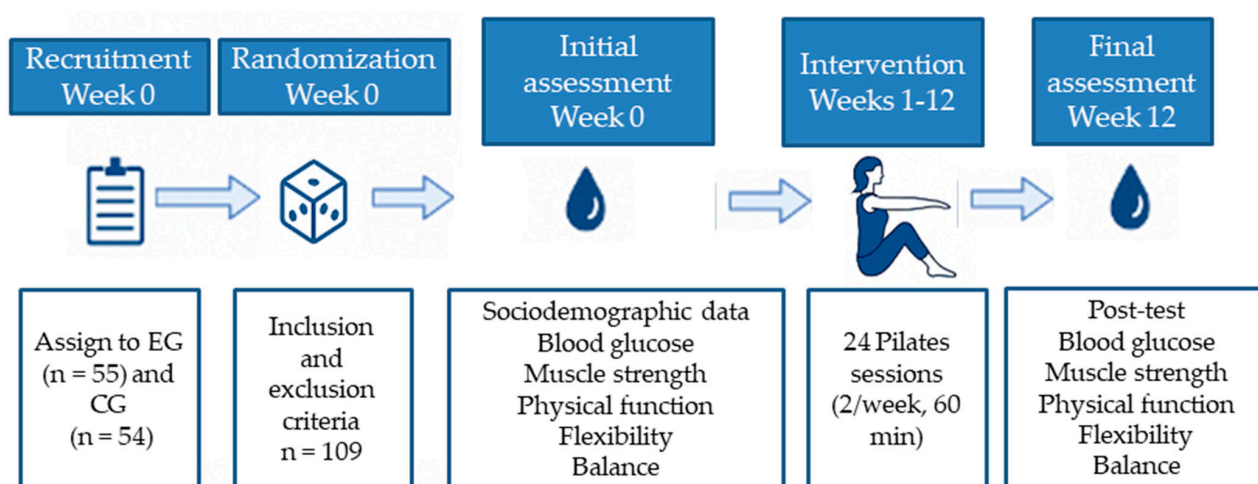 Recruitment
Week 0
Randomization
Week 0
Initial
assessment
Week 0
Intervention
Weeks 1-12
Final
assessment
Week 12
Assign to EG
(n = 55) and
CG
(n = 54)
Inclusion
and
exclusion
criteria
n = 109
Sociodemographic data
Blood glucose
Muscle strength
Physical function
Flexibility
Balance
24 Pilates
sessions
(2/week, 60
min)
Post-test
Blood glucose
Muscle strength
Physical function
Flexibility
Balance